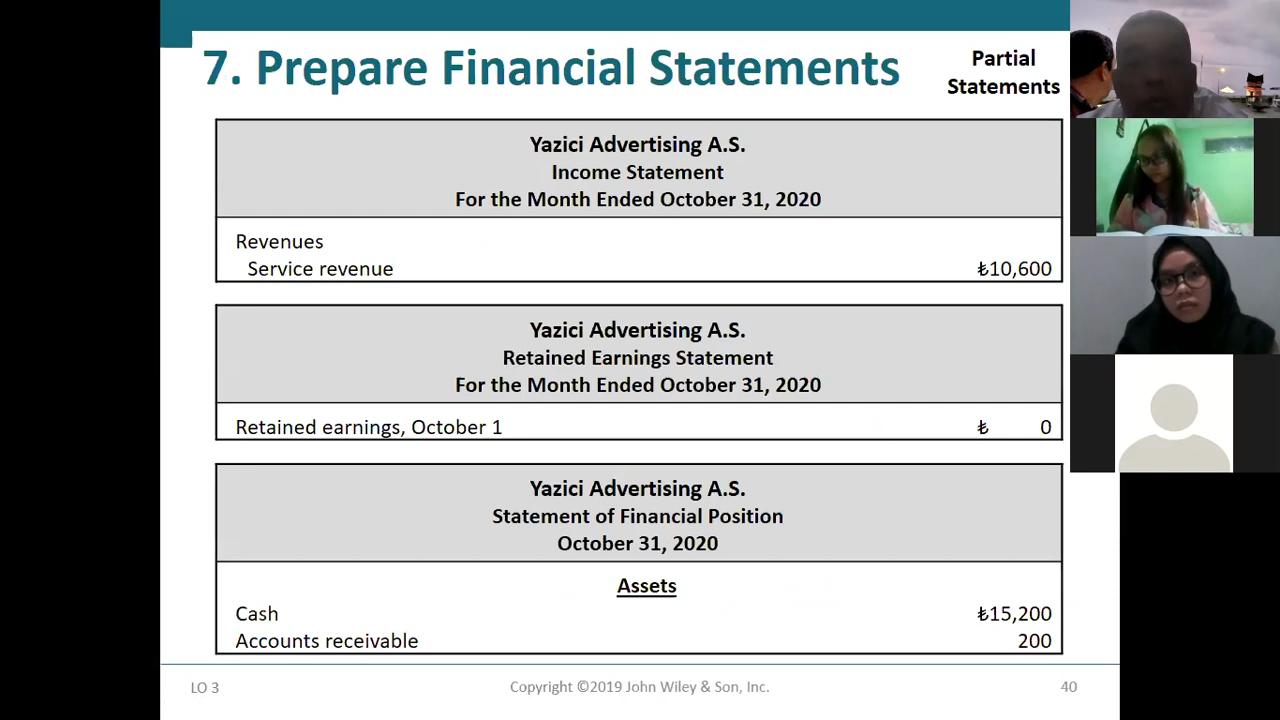 7. Prepare Financial Statements
Partial
Statements
Yazici Advertising A.S.
Income Statement
For the Month Ended October 31, 2020
Revenues
Service revenue ₺10,600
Yazici Advertising A.S.
Retained Earnings Statement
For the Month Ended October 31, 2020
Retained earnings, October 1 ₺ 0
Yazici Advertising A.S.
Statement of Financial Position
October 31, 2020
Assets
Cash ₺15,200
Accounts receivable 200
LO 3 Copyright ©2019 John Wiley & Son, Inc. 40